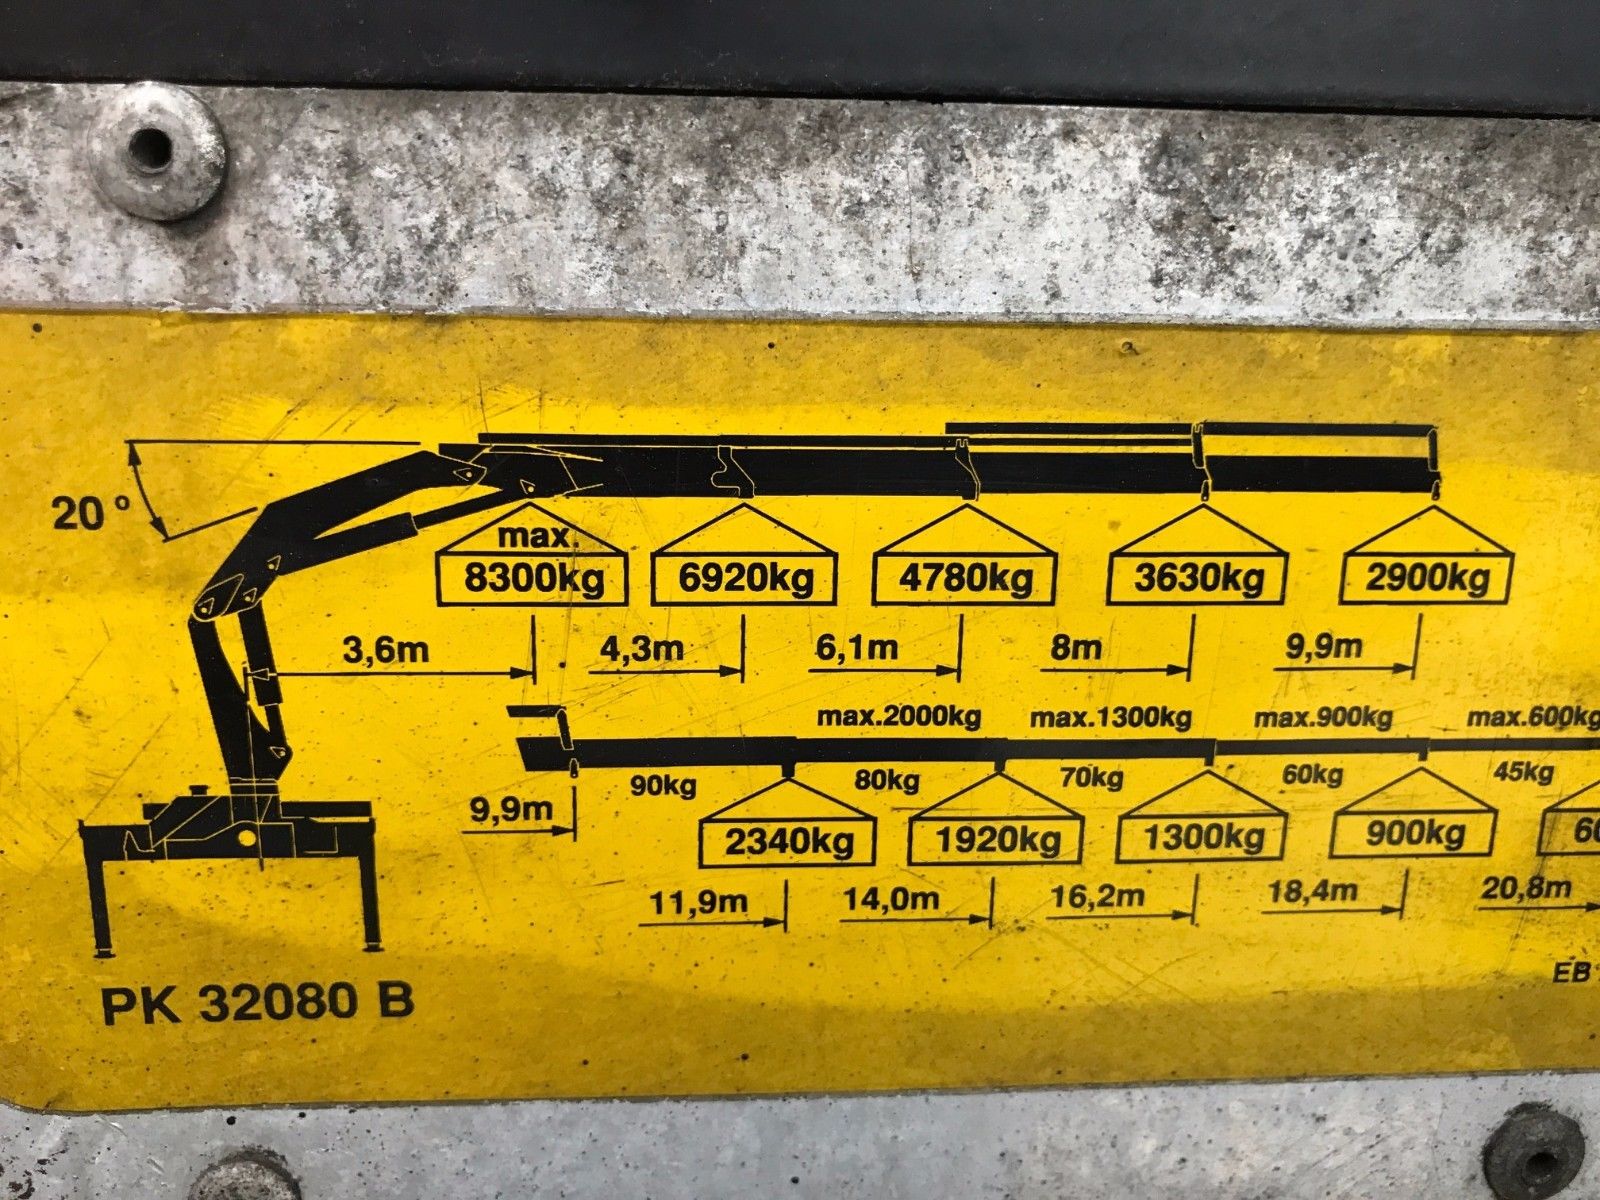 20°
max.
8300kg 6920kg 4780kg 3630kg 2900kg
3,6m 4,3m 6,1m 8m 9,9m
max.2000kg max.1300kg max.900kg max.600kg
90kg 80kg 70kg 60kg 45kg
9,9m
2340kg 1920kg 1300kg 900kg
11,9m 14,0m 16,2m 18,4m 20,8m
EB
PK 32080 B